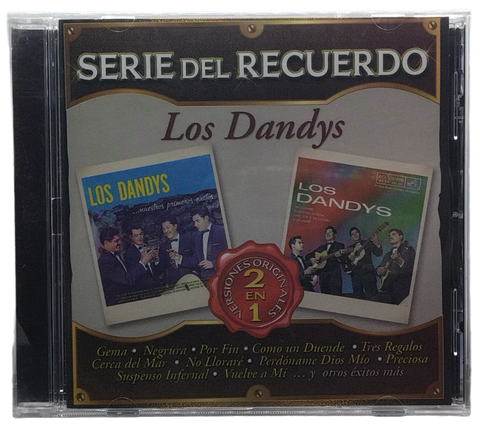 SERIE DEL RECUERDO
Los Dandys
LOS DANDYS
...nuestros primeros éxitos
LOS
DANDYS
VERSIONES ORIGINALES
2
EN
1
Gema • Negrura • Por Fin • Como un Duende • Tres Regalos
Cerca del Mar • No Lloraré • Perdóname Dios Mío • Preciosa
Suspenso Infernal • Vuelve a Mí ... y otros éxitos más